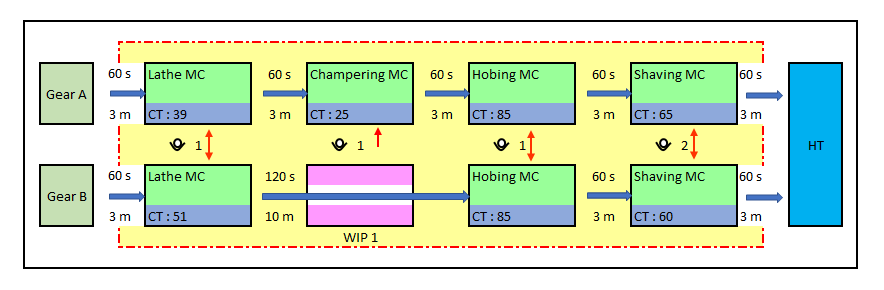 60 s Lathe MC 60 s Champering MC 60 s Hobing MC 60 s Shaving MC 60 s
Gear A
3 m CT : 39 3 m CT : 25 3 m CT : 85 3 m CT : 65 3 m
1 1 1 2 HT
60 s Lathe MC 120 s Hobing MC 60 s Shaving MC 60 s
Gear B
3 m CT : 51 10 m CT : 85 3 m CT : 60 3 m
WIP 1